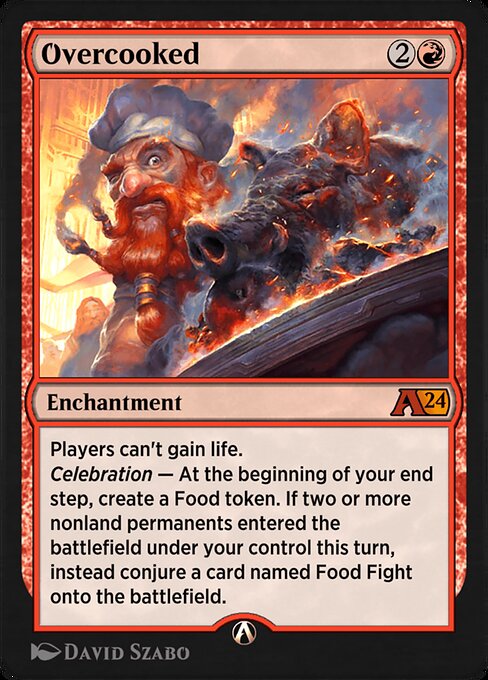 Overcooked 2
Enchantment A24
Players can't gain life.
Celebration — At the beginning of your end
step, create a Food token. If two or more
nonland permanents entered the
battlefield under your control this turn,
instead conjure a card named Food Fight
onto the battlefield.
David Szabo